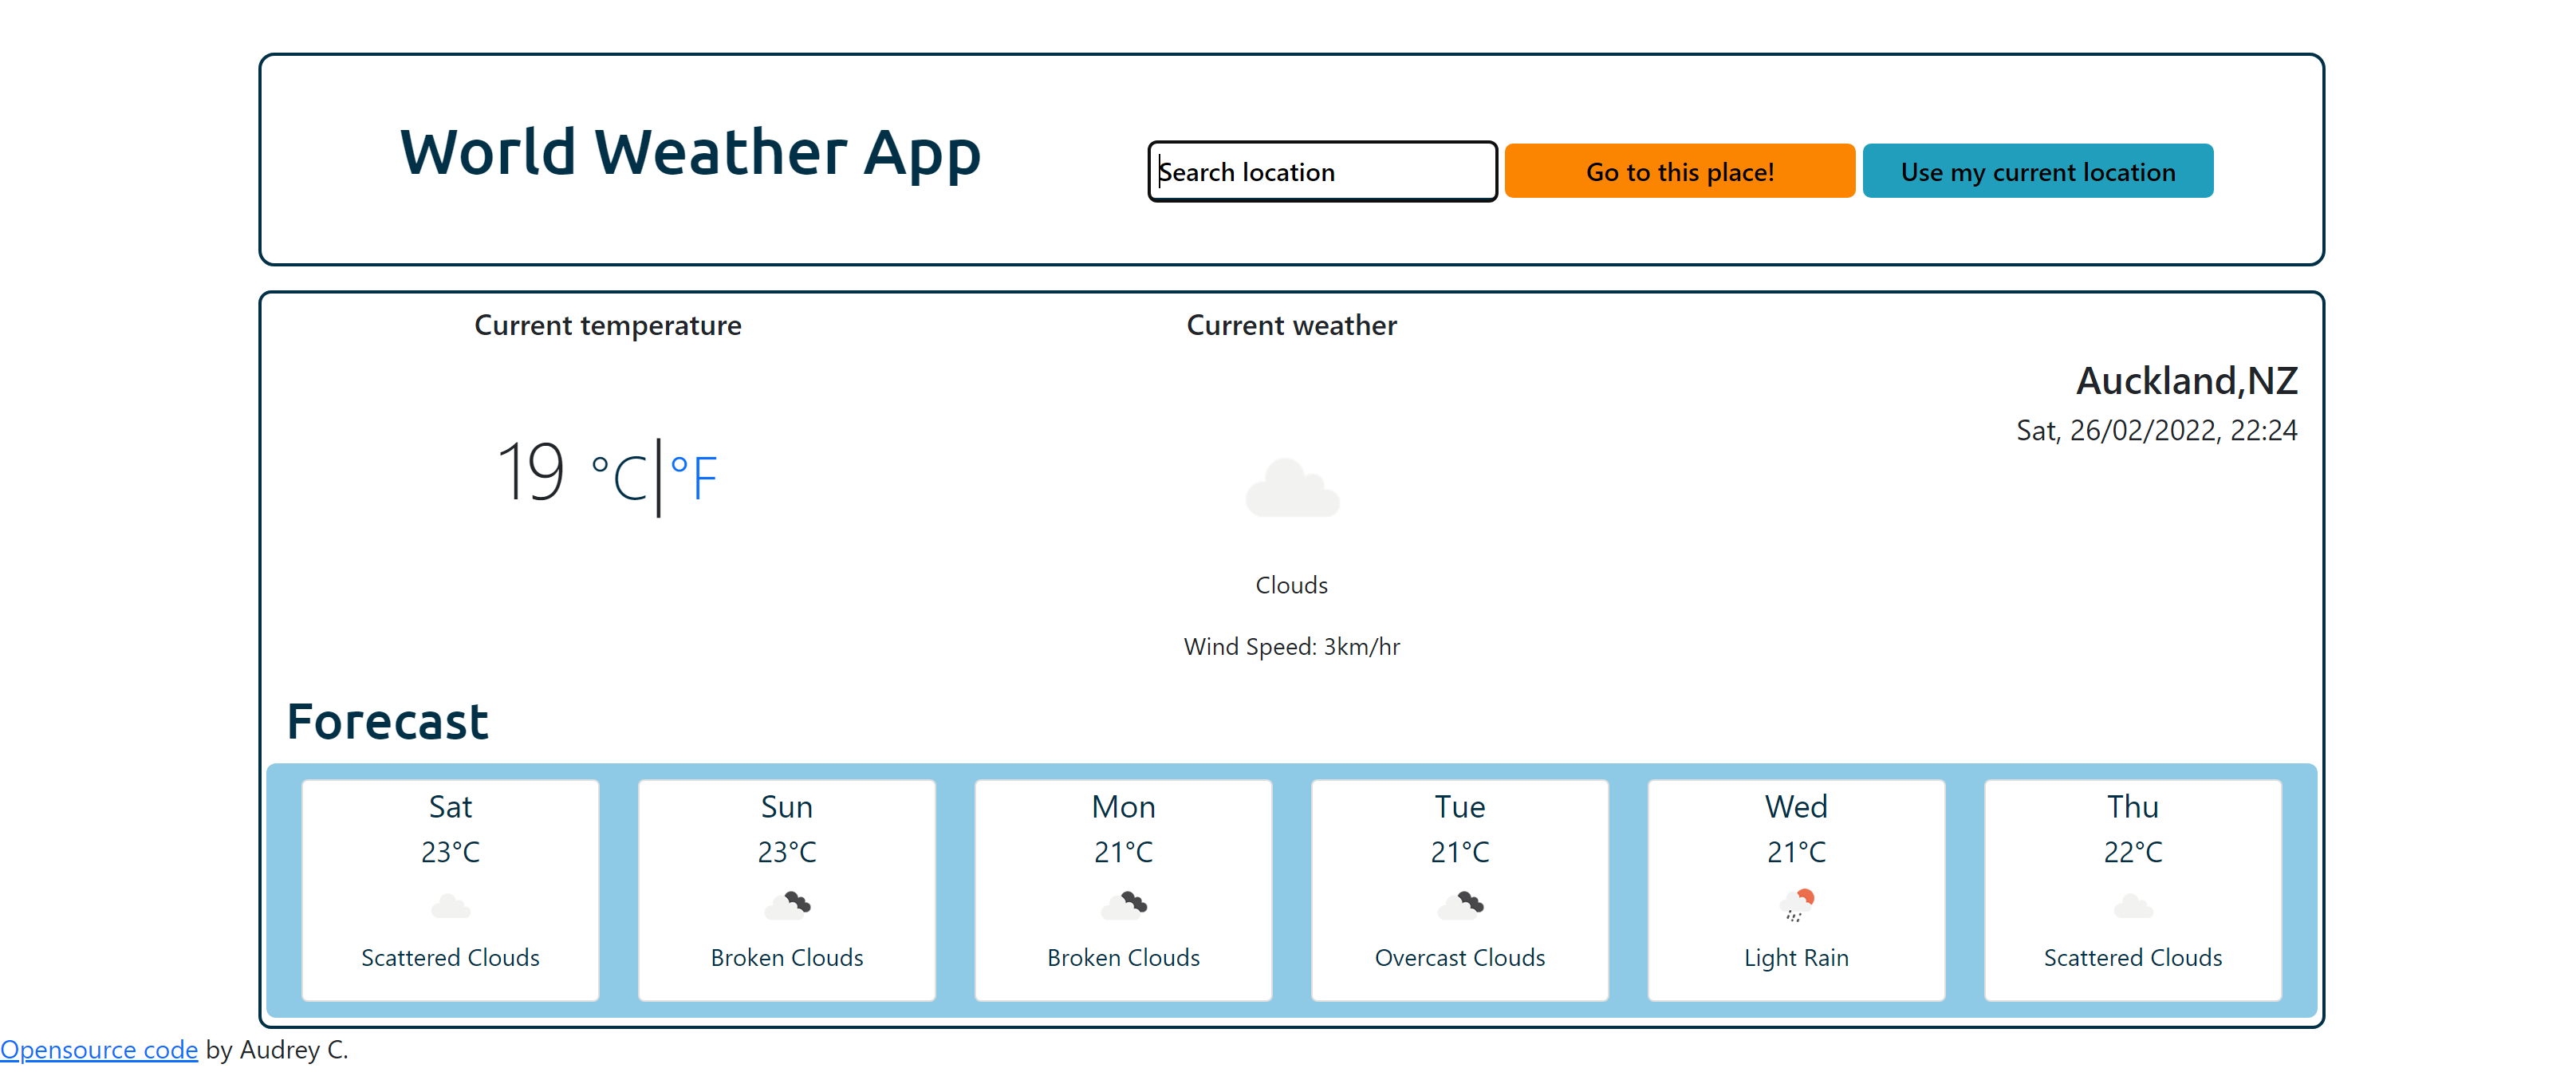 World Weather App
Search location
Go to this place!
Use my current location
Current temperature
19 °C|°F
Current weather
Clouds
Wind Speed: 3km/hr
Auckland,NZ
Sat, 26/02/2022, 22:24
Forecast
Sat
23°C
Scattered Clouds
Sun
23°C
Broken Clouds
Mon
21°C
Broken Clouds
Tue
21°C
Overcast Clouds
Wed
21°C
Light Rain
Thu
22°C
Scattered Clouds
Opensource code by Audrey C.